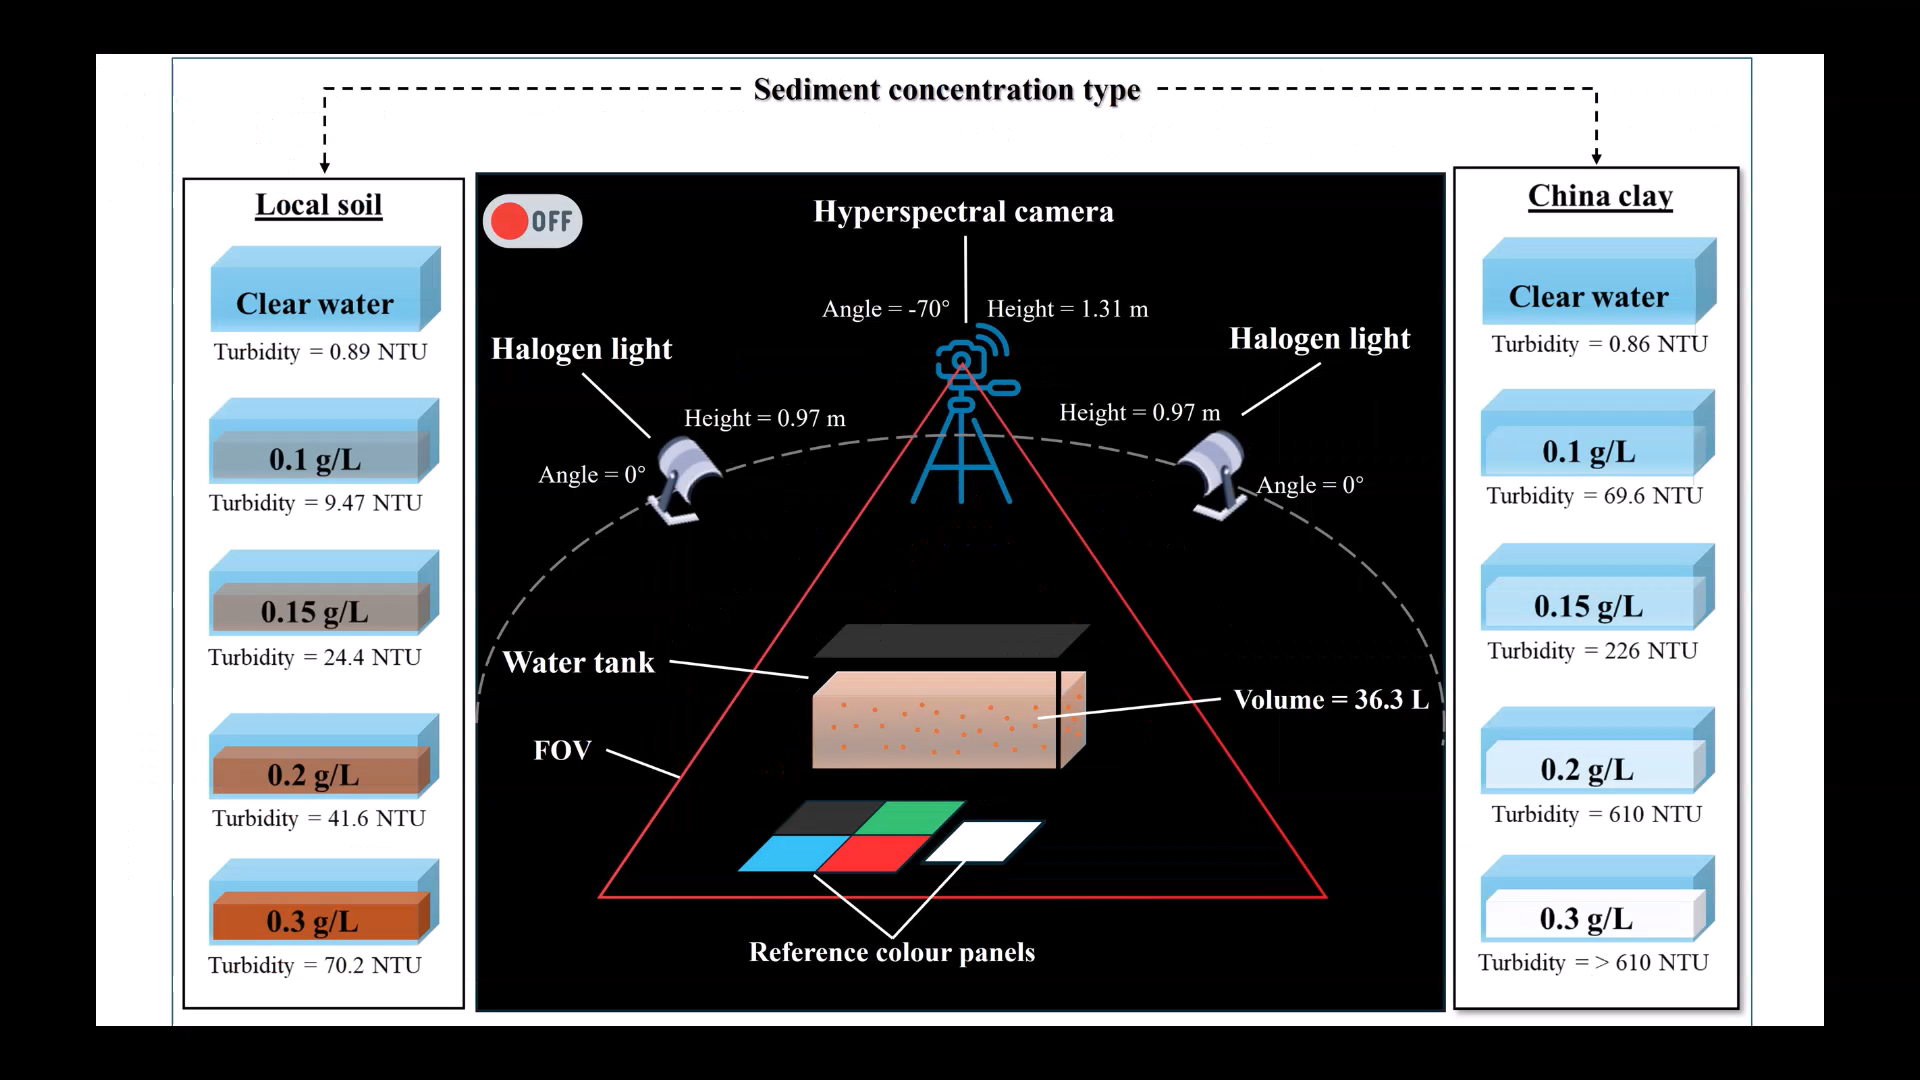 Sediment concentration type
Local soil
Clear water
Turbidity = 0.89 NTU
0.1 g/L
Turbidity = 9.47 NTU
0.15 g/L
Turbidity = 24.4 NTU
0.2 g/L
Turbidity = 41.6 NTU
0.3 g/L
Turbidity = 70.2 NTU
OFF
Hyperspectral camera
Angle = -70°
Height = 1.31 m
Halogen light
Height = 0.97 m
Angle = 0°
Halogen light
Height = 0.97 m
Angle = 0°
Water tank
Volume = 36.3 L
FOV
Reference colour panels
China clay
Clear water
Turbidity = 0.86 NTU
0.1 g/L
Turbidity = 69.6 NTU
0.15 g/L
Turbidity = 226 NTU
0.2 g/L
Turbidity = 610 NTU
0.3 g/L
Turbidity = > 610 NTU